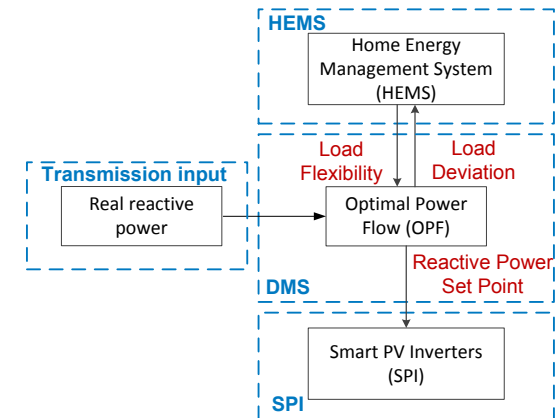 HEMS
Home Energy
Management System
(HEMS)
Load
Flexibility
Load
Deviation
Transmission input
Real reactive
power
Optimal Power
Flow (OPF)
Reactive Power
Set Point
DMS
Smart PV Inverters
(SPI)
SPI